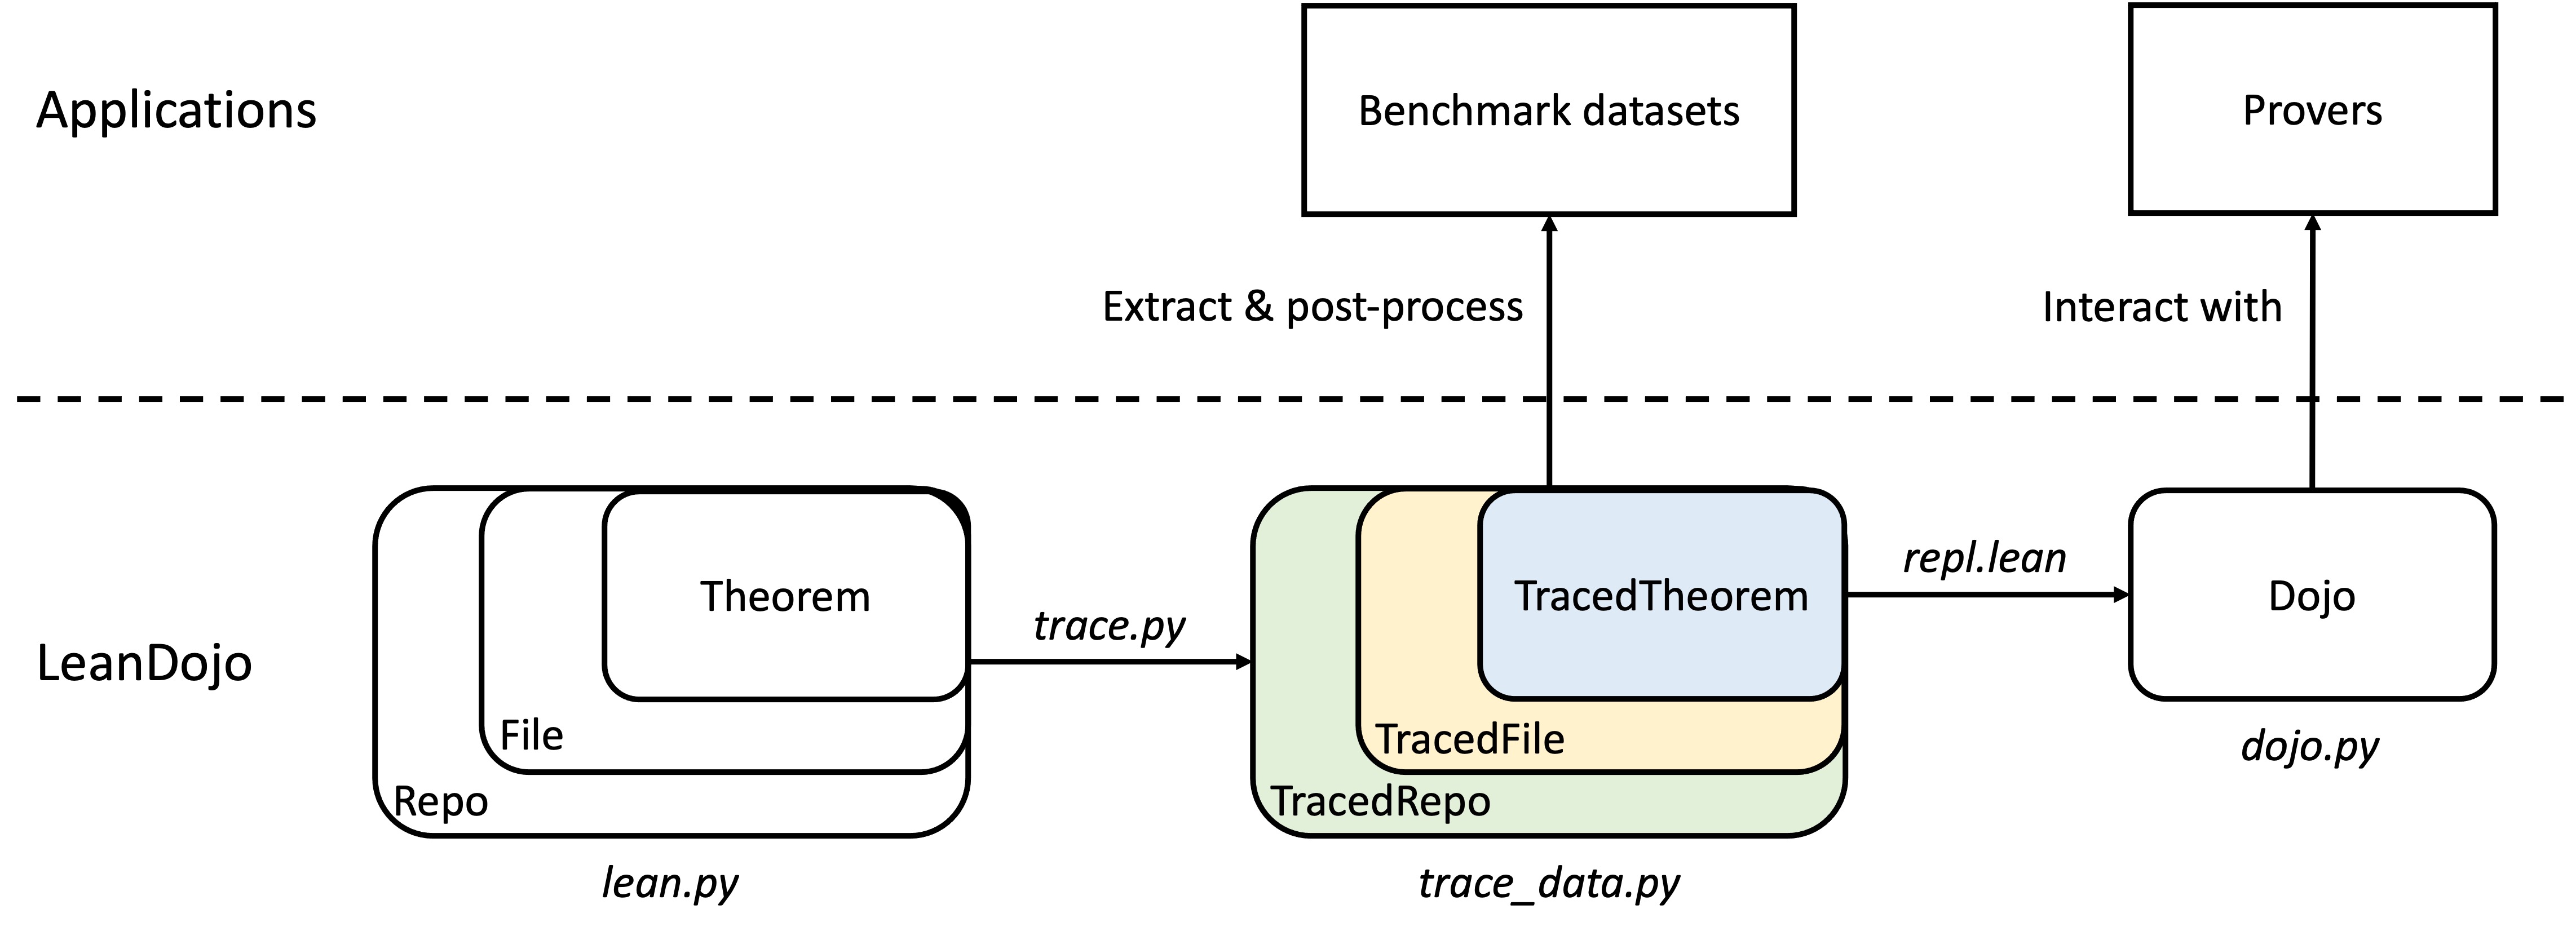 Applications
Benchmark datasets
Provers
Extract & post-process
Interact with
LeanDojo
Theorem
File
Repo
lean.py
trace.py
TracedTheorem
TracedFile
TracedRepo
trace_data.py
repl.lean
Dojo
dojo.py